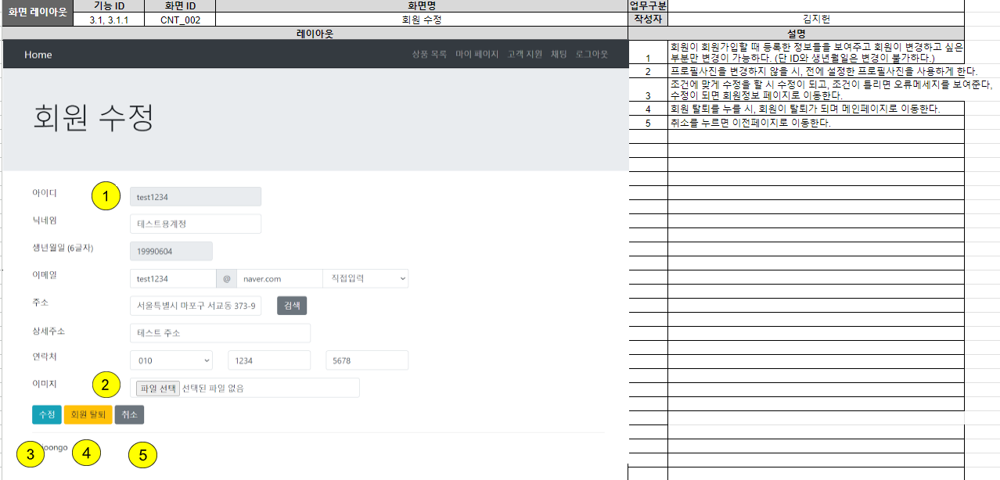 화면 레이아웃 기능 ID 화면 ID 화면명 업무구분
3.1, 3.1.1 CNT_002 회원 수정 작성자 김지헌
레이아웃 설명
Home 상품 목록 마이 페이지 고객 지원 채팅 로그아웃
회원 수정
아이디 1 test1234
닉네임 테스트용계정
생년월일 (6글자) 19990604
이메일 test1234 @ naver.com 직접입력
주소 서울특별시 마포구 서교동 373-9 검색
상세주소 테스트 주소
연락처 010 1234 5678
이미지 2 파일 선택 선택된 파일 없음
수정 회원 탈퇴 취소
3 oongo 4 5
1 회원이 회원가입할 때 등록한 정보들을 보여주고 회원이 변경하고 싶은
부분만 변경이 가능하다. (단 ID와 생년월일은 변경이 불가하다.)
2 프로필사진을 변경하지 않을 시, 전에 설정한 프로필사진을 사용하게 한다.
3 조건에 맞게 수정을 할 시 수정이 되고, 조건이 틀리면 오류메세지를 보여준다,
수정이 되면 회원정보 페이지로 이동한다.
4 회원 탈퇴를 누를 시, 회원이 탈퇴가 되며 메인페이지로 이동한다.
5 취소를 누르면 이전페이지로 이동한다.